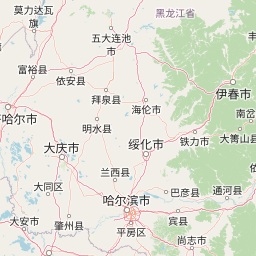 莫力达瓦
旗
黑龙江省
五大连池
市
富裕县
依安县
伊春市
拜泉县
海伦市
哈尔市
明水县
大箐山县
绥化市
铁力市
大庆市
兰西县
大同区
巴彦县
通河县
哈尔滨市
大安市
肇州县
宾县
平房区
尚志市